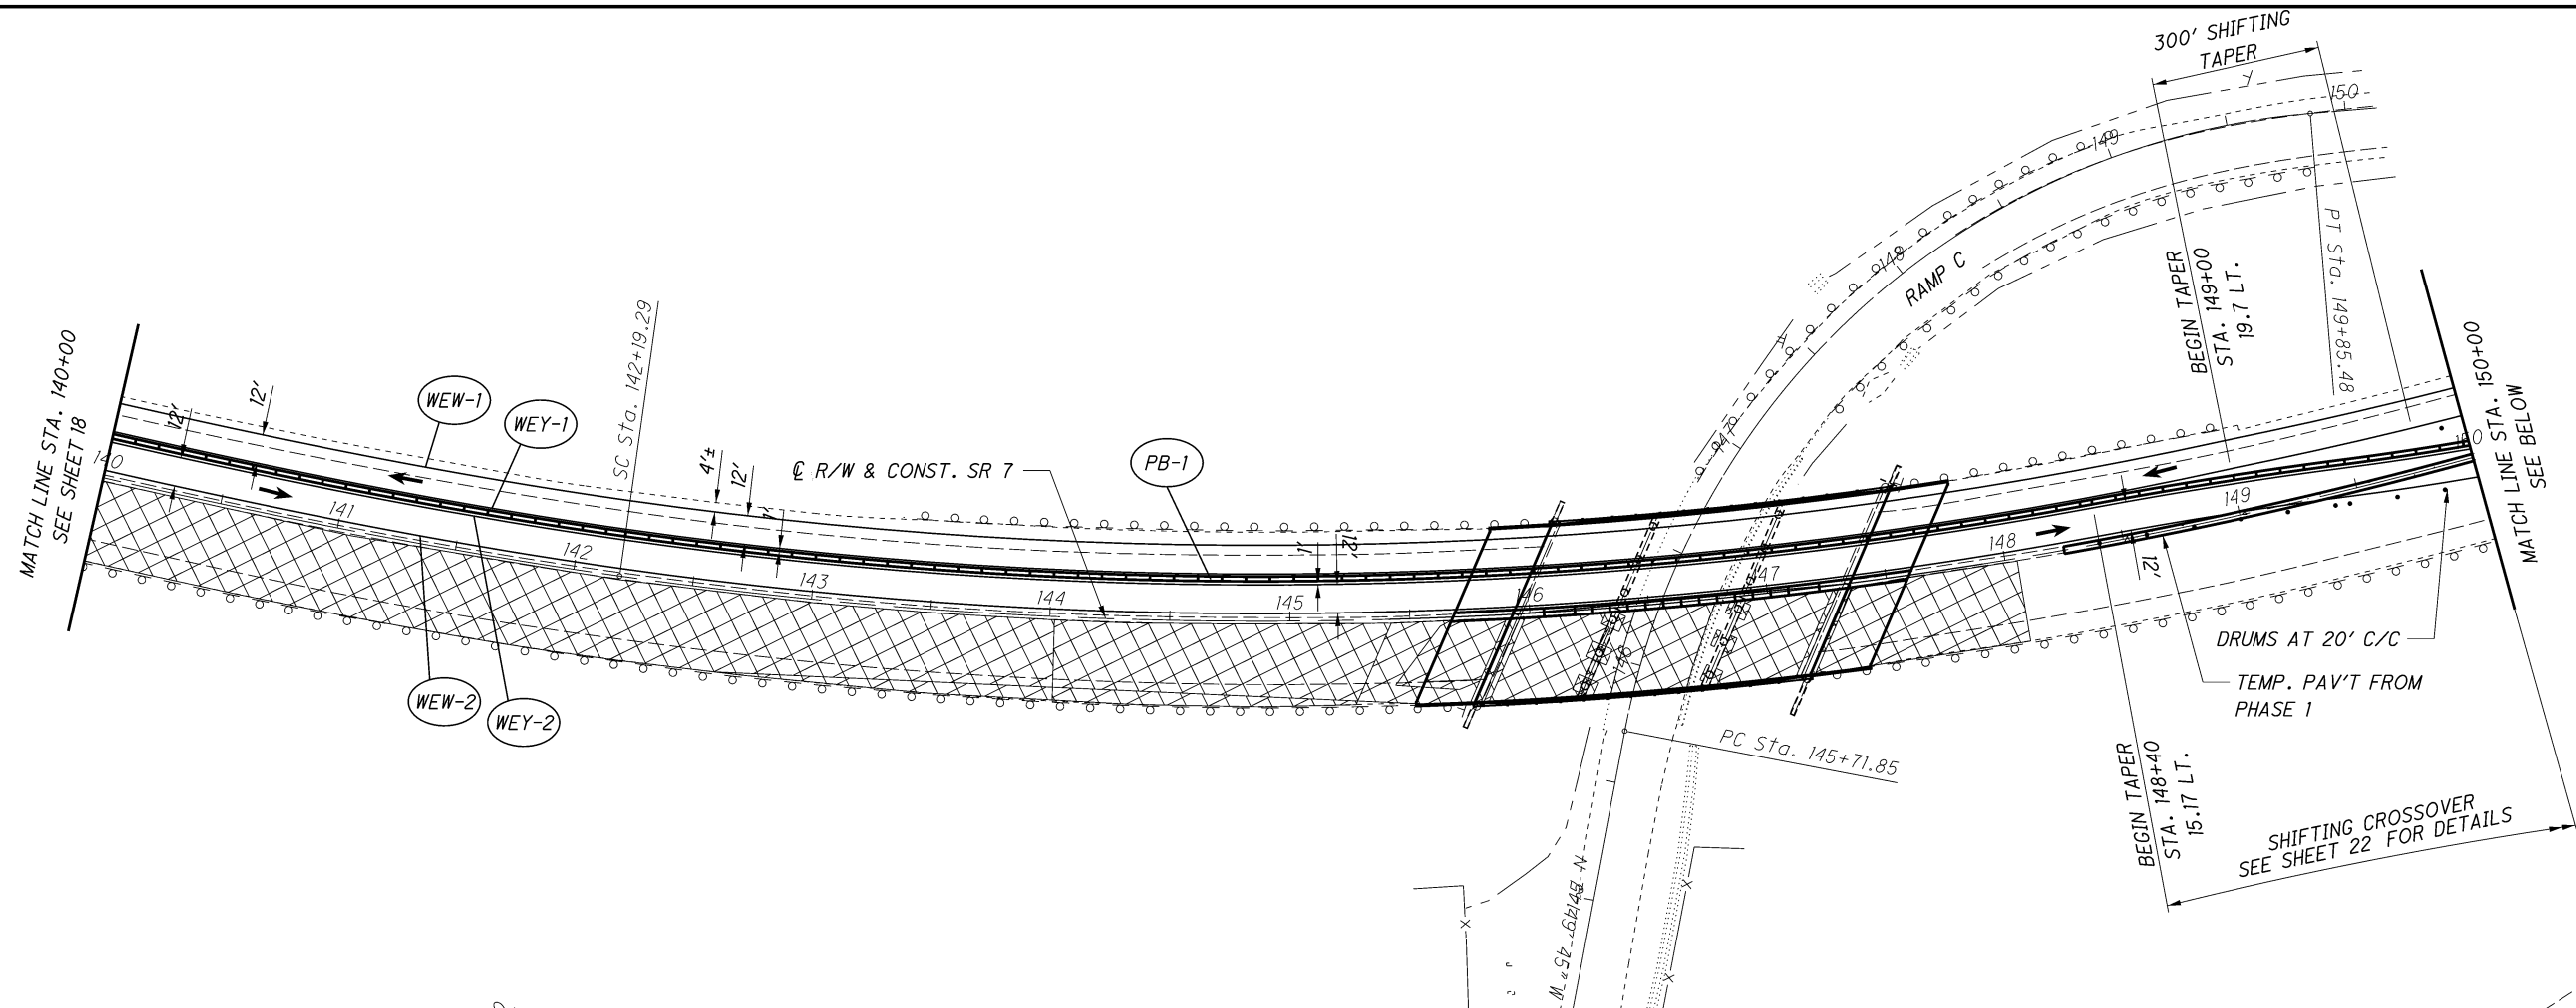 300' SHIFTING
TAPER
150
149
148
147
RAMP C
BEGIN TAPER
STA. 149+00
19.7 LT.
PT Sta. 149+85.48
MATCH LINE STA. 140+00
SEE SHEET 18
12'
12'
WEW-1
WEY-1
SC Sta. 142+19.29
4'±
12'
1'
℄ R/W & CONST. SR 7
PB-1
1'
12'
140
141
142
143
144
145
146
147
148
149
150
MATCH LINE STA. 150+00
SEE BELOW
12'
WEW-2
WEY-2
146
DRUMS AT 20' C/C
TEMP. PAV'T FROM
PHASE 1
PC Sta. 145+71.85
BEGIN TAPER
STA. 148+40
15.17 LT.
SHIFTING CROSSOVER
SEE SHEET 22 FOR DETAILS
145